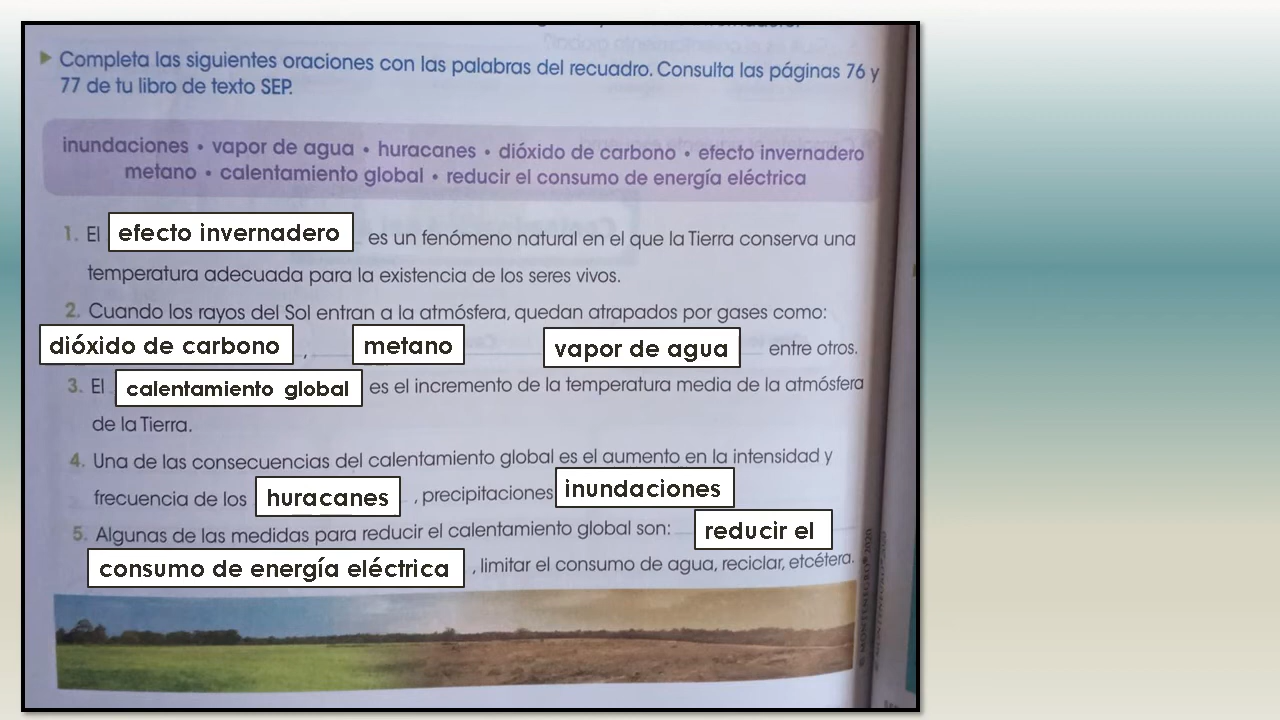 Completa las siguientes oraciones con las palabras del recuadro. Consulta las páginas 76 y
77 de tu libro de texto SEP.
inundaciones • vapor de agua • huracanes • dióxido de carbono • efecto invernadero
metano • calentamiento global • reducir el consumo de energía eléctrica
1. El efecto invernadero es un fenómeno natural en el que la Tierra conserva una
temperatura adecuada para la existencia de los seres vivos.
2. Cuando los rayos del Sol entran a la atmósfera, quedan atrapados por gases como:
dióxido de carbono , metano vapor de agua entre otros.
3. El calentamiento global es el incremento de la temperatura media de la atmósfera
de la Tierra.
4. Una de las consecuencias del calentamiento global es el aumento en la intensidad y
frecuencia de los huracanes , precipitaciones inundaciones
5. Algunas de las medidas para reducir el calentamiento global son: reducir el
consumo de energía eléctrica , limitar el consumo de agua, reciclar, etcétera.
© MONTENEGRO® 2020